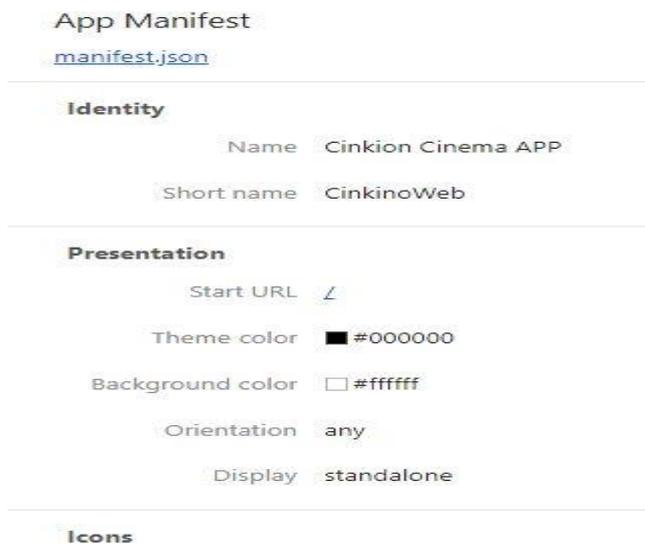 App Manifest
manifest.json
Identity
Name Cinkion Cinema APP
Short name CinkinoWeb
Presentation
Start URL /
Theme color #000000
Background color #ffffff
Orientation any
Display standalone
Icons